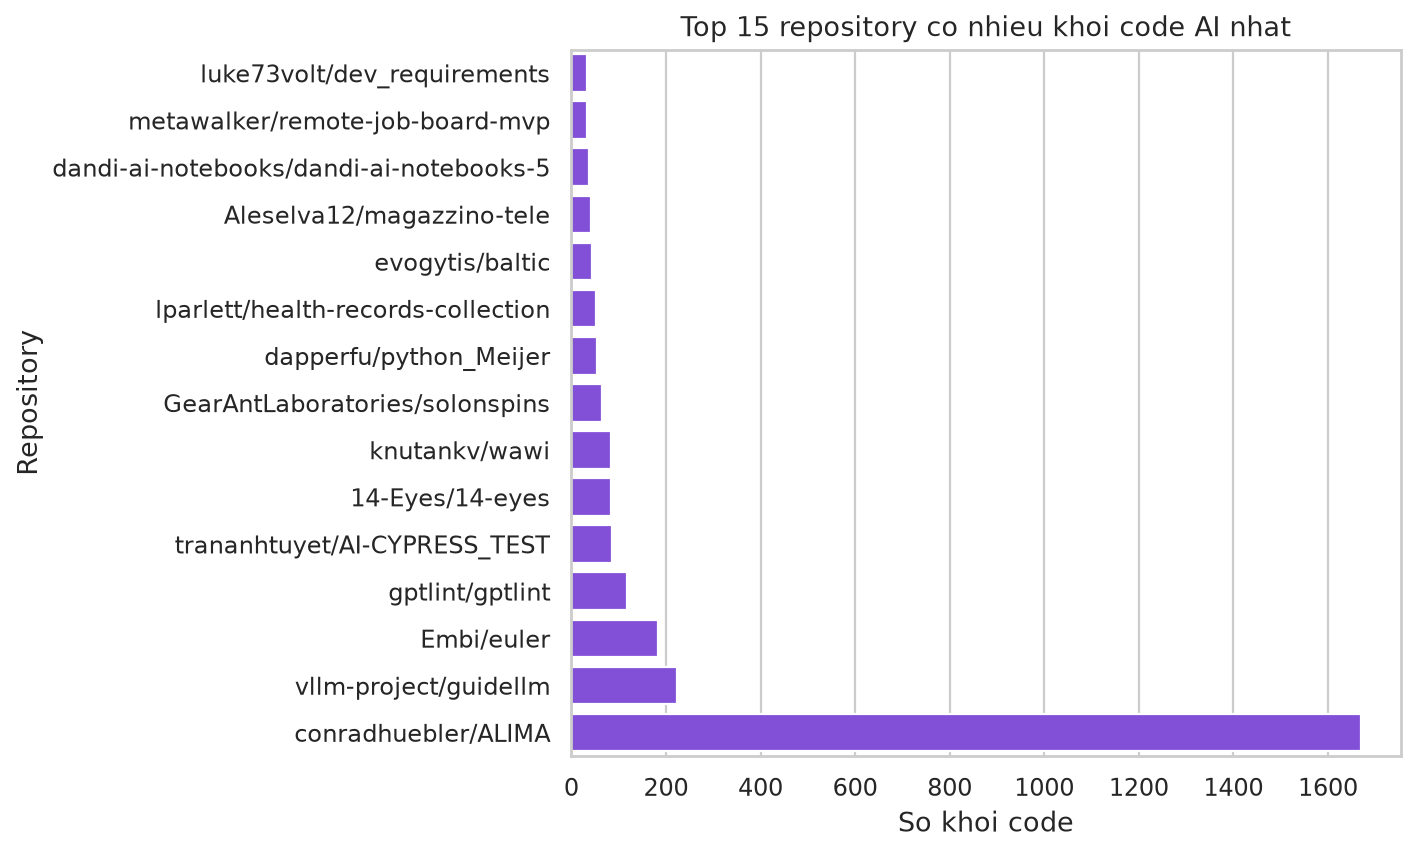 Top 15 repository co nhieu khoi code AI nhat
Repository
luke73volt/dev_requirements
metawalker/remote-job-board-mvp
dandi-ai-notebooks/dandi-ai-notebooks-5
Aleselva12/magazzino-tele
evogytis/baltic
lparlett/health-records-collection
dapperfu/python_Meijer
GearAntLaboratories/solonspins
knutankv/wawi
14-Eyes/14-eyes
trananhtuyet/AI-CYPRESS_TEST
gptlint/gptlint
Embi/euler
vllm-project/guidellm
conradhuebler/ALIMA
0 200 400 600 800 1000 1200 1400 1600
So khoi code